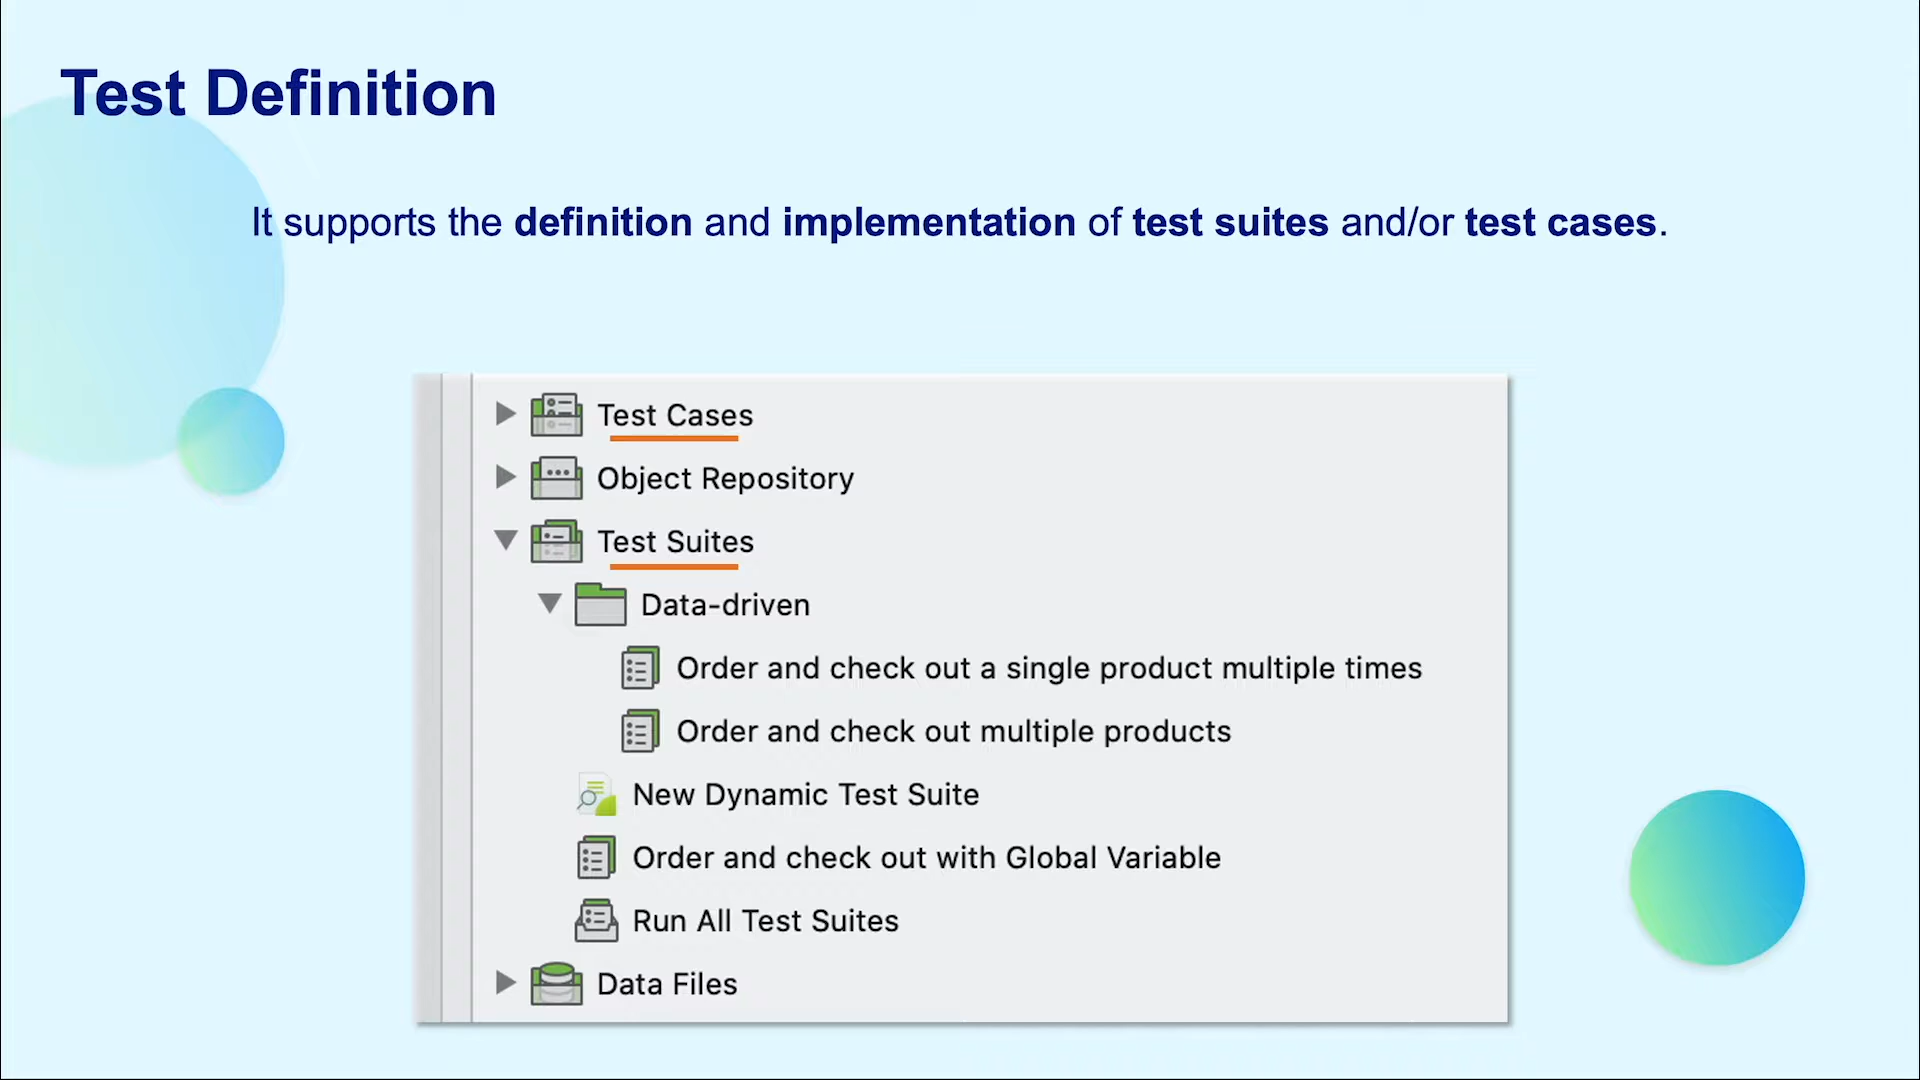 Test Definition
It supports the definition and implementation of test suites and/or test cases.
Test Cases
Object Repository
Test Suites
Data-driven
Order and check out a single product multiple times
Order and check out multiple products
New Dynamic Test Suite
Order and check out with Global Variable
Run All Test Suites
Data Files